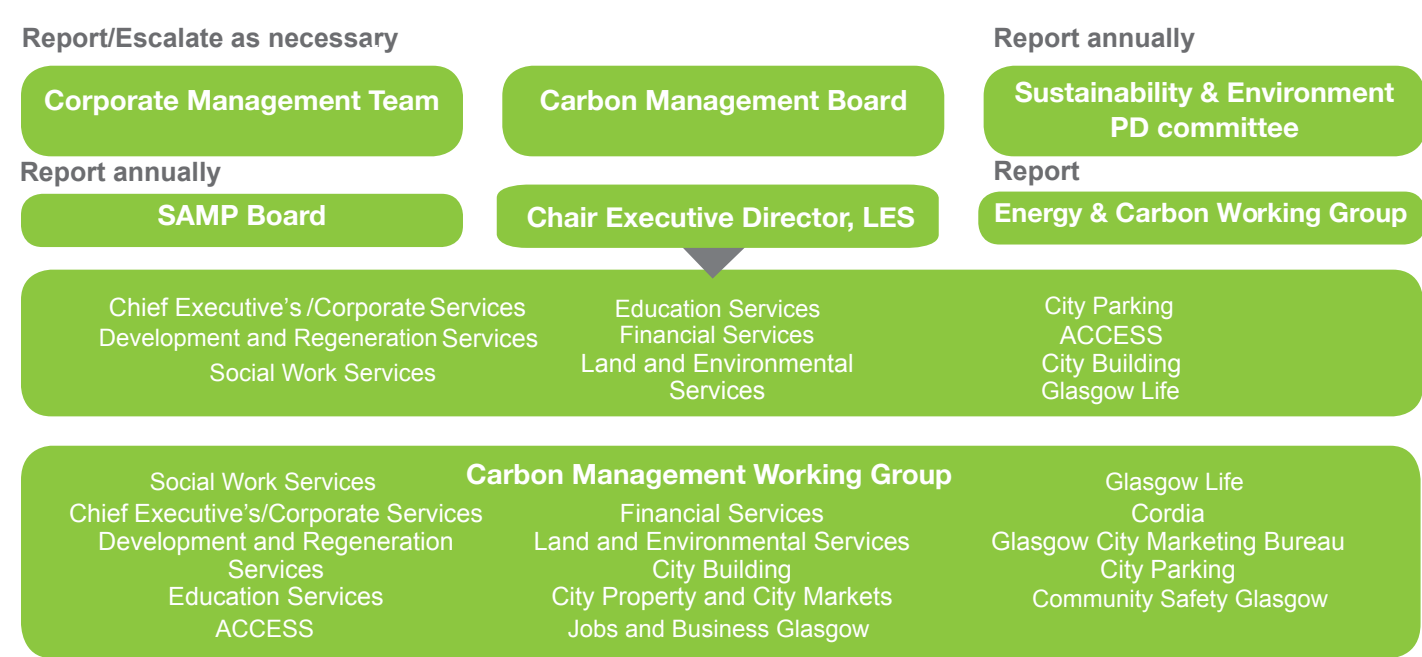 Report/Escalate as necessary
Report annually
Corporate Management Team
Carbon Management Board
Sustainability & Environment
PD committee
Report annually
Report
SAMP Board
Chair Executive Director, LES
Energy & Carbon Working Group
Chief Executive's /Corporate Services
Development and Regeneration Services
Social Work Services
Education Services
Financial Services
Land and Environmental
Services
City Parking
ACCESS
City Building
Glasgow Life
Carbon Management Working Group
Social Work Services
Chief Executive's/Corporate Services
Development and Regeneration
Services
Education Services
ACCESS
Financial Services
Land and Environmental Services
City Building
City Property and City Markets
Jobs and Business Glasgow
Glasgow Life
Cordia
Glasgow City Marketing Bureau
City Parking
Community Safety Glasgow